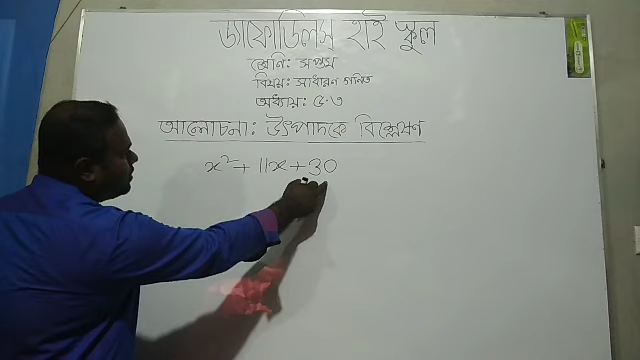 ড্যাফোডিলস্ হাই স্কুল
শ্রেণি: সপ্তম
বিষয়: সাধারণ গণিত
অধ্যায়: ৫.৩
আলোচনা: উৎপাদকে বিশ্লেষণ
x² + 11x + 30